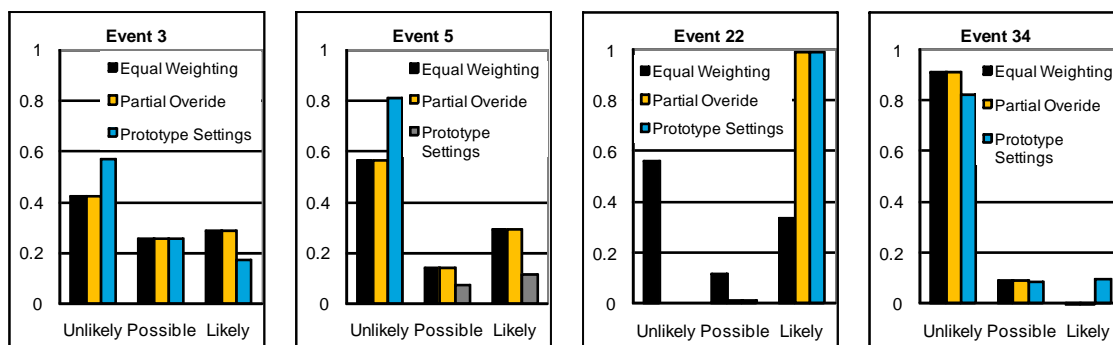 Event 3
1
0.8
0.6
0.4
0.2
0
Equal Weighting
Partial Overide
Prototype Settings
Unlikely Possible Likely
Event 5
1
0.8
0.6
0.4
0.2
0
Equal Weighting
Partial Overide
Prototype
Settings
Unlikely Possible Likely
Event 22
1
0.8
0.6
0.4
0.2
0
Equal Weighting
Partial Overide
Prototype Settings
Unlikely Possible Likely
Event 34
1
0.8
0.6
0.4
0.2
0
Equal Weighting
Partial Overide
Prototype
Settings
Unlikely Possible Likely